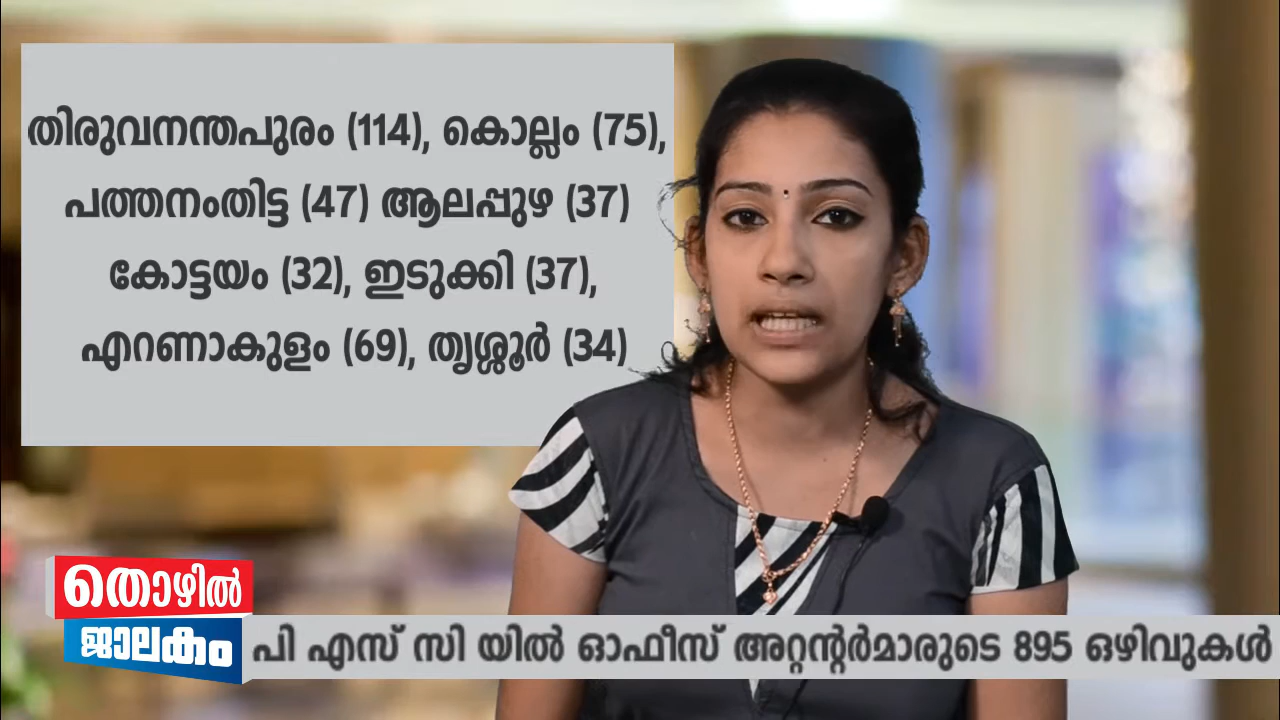 തിരുവനന്തപുരം (114), കൊല്ലം (75),
പത്തനംതിട്ട (47) ആലപ്പുഴ (37)
കോട്ടയം (32), ഇടുക്കി (37),
എറണാകുളം (69), തൃശ്ശൂർ (34)
തൊഴിൽ
ജാലകം
പി എസ് സി യിൽ ഓഫീസ് അറ്റന്റർമാരുടെ 895 ഒഴിവുകൾ